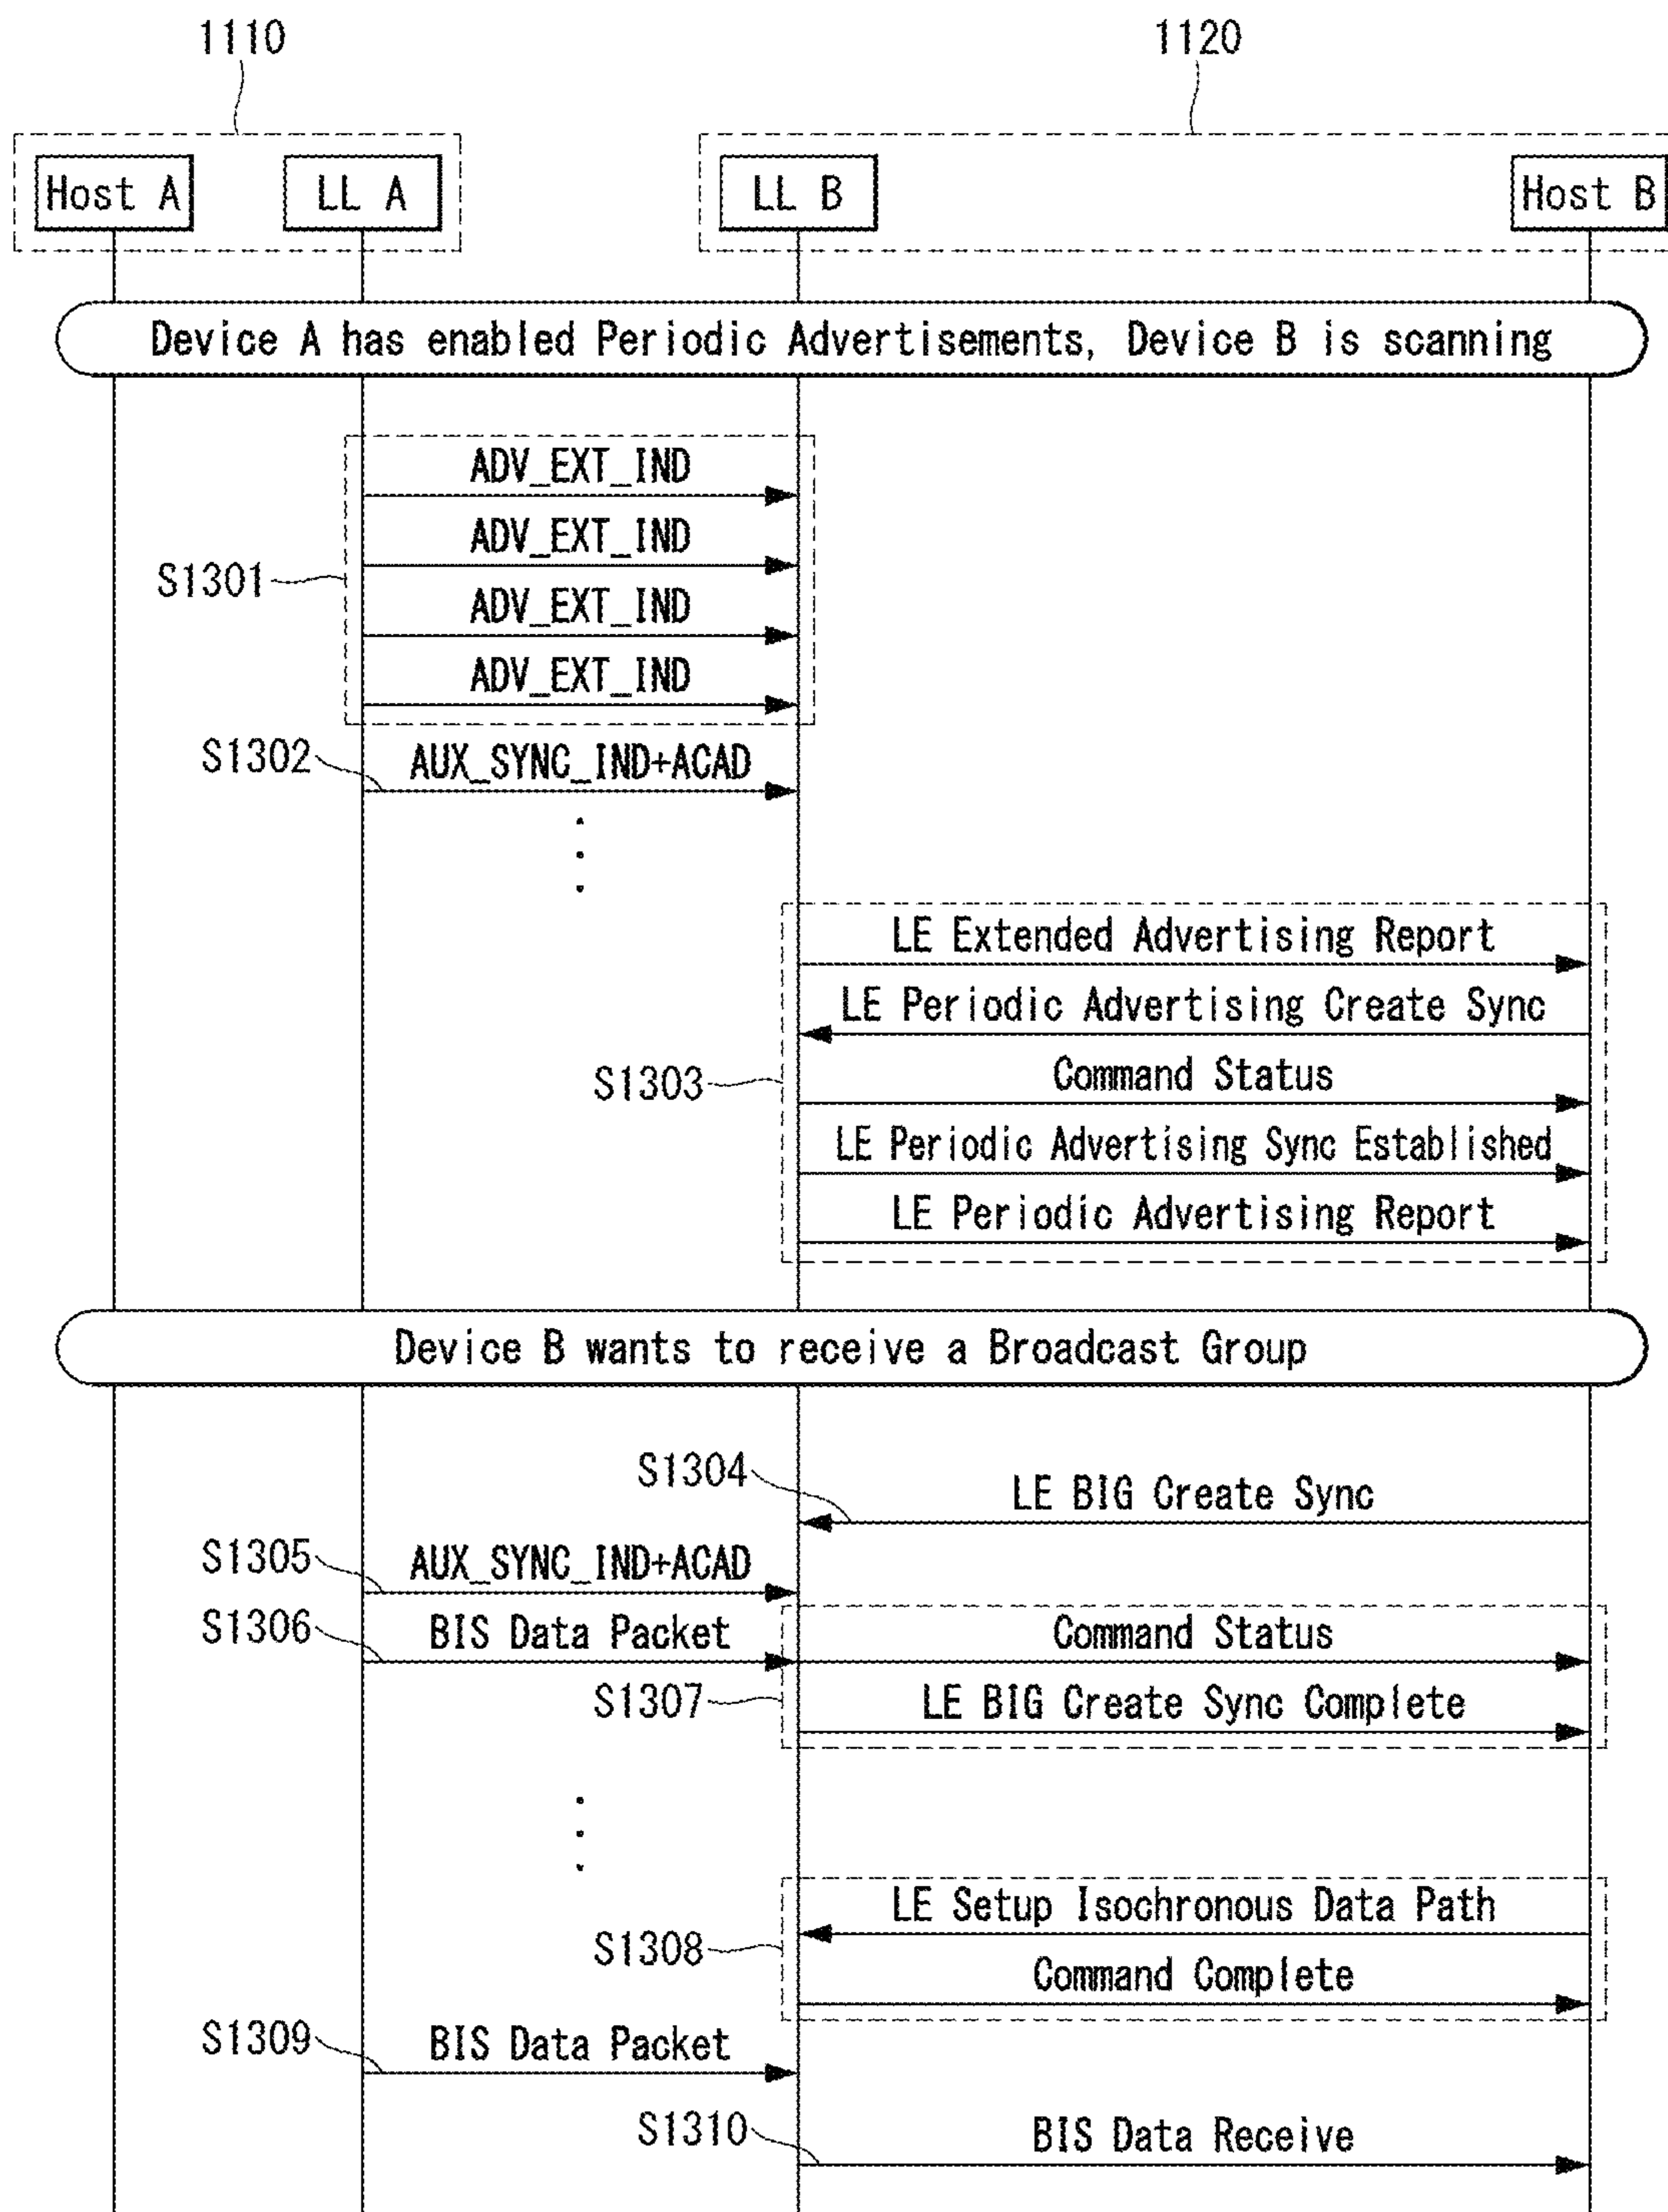 1110
1120
Host A
LL A
LL B
Host B
Device A has enabled Periodic Advertisements, Device B is scanning
ADV_EXT_IND
ADV_EXT_IND
S1301
ADV_EXT_IND
ADV_EXT_IND
S1302
AUX_SYNC_IND+ACAD
LE Extended Advertising Report
LE Periodic Advertising Create Sync
S1303
Command Status
LE Periodic Advertising Sync Established
LE Periodic Advertising Report
Device B wants to receive a Broadcast Group
S1304
LE BIG Create Sync
S1305
AUX_SYNC_IND+ACAD
S1306
BIS Data Packet
Command Status
S1307
LE BIG Create Sync Complete
LE Setup Isochronous Data Path
S1308
Command Complete
S1309
BIS Data Packet
S1310
BIS Data Receive